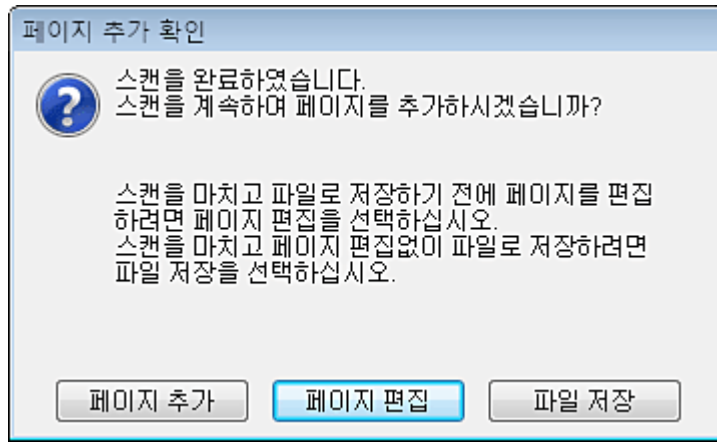 페이지 추가 확인
스캔을 완료하였습니다.
스캔을 계속하여 페이지를 추가하시겠습니까?
스캔을 마치고 파일로 저장하기 전에 페이지를 편집
하려면 페이지 편집을 선택하십시오.
스캔을 마치고 페이지 편집없이 파일로 저장하려면
파일 저장을 선택하십시오.
페이지 추가
페이지 편집
파일 저장